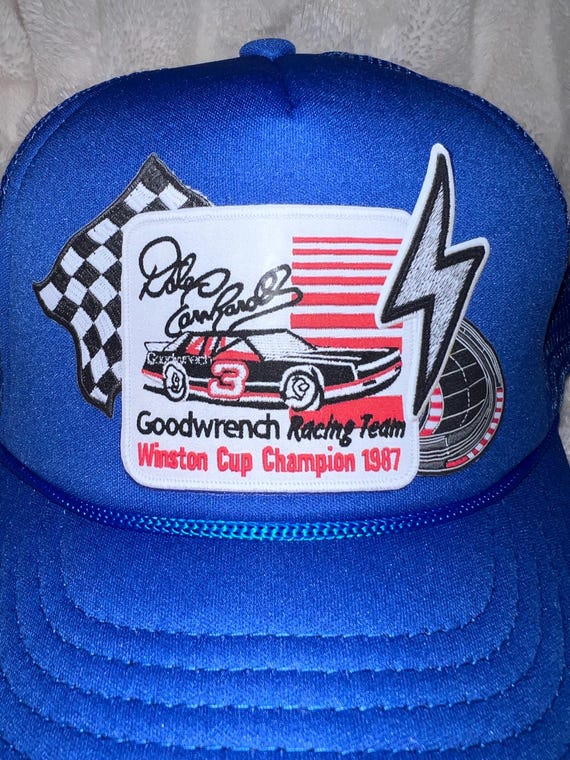 Dale
Earnhardt
Goodwrench
3
Goodwrench Racing Team
Winston Cup Champion 1987